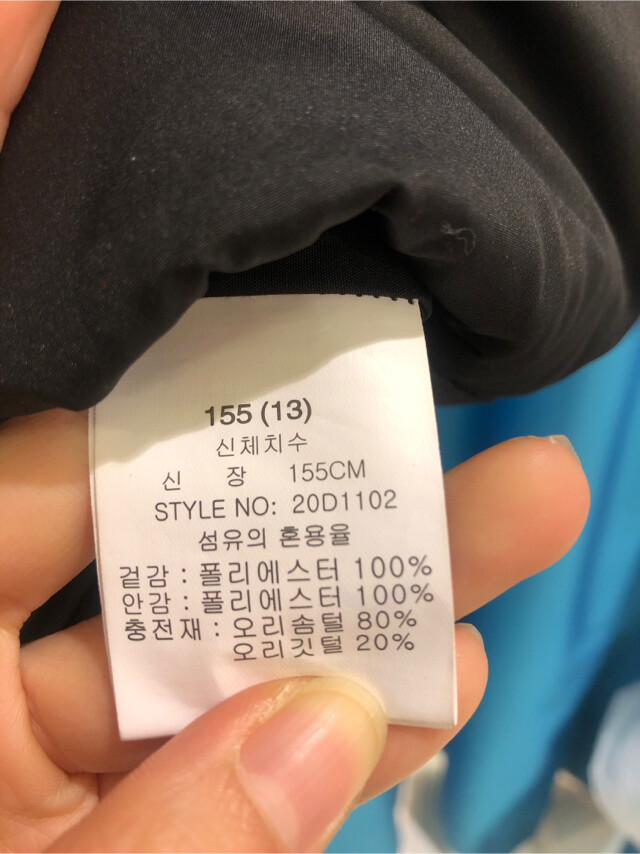 155 (13)
신체치수
신 장 155CM
STYLE NO: 20D1102
섬유의 혼용율
겉감 : 폴리에스터 100%
안감 : 폴리에스터 100%
충전재 : 오리솜털 80%
오리깃털 20%